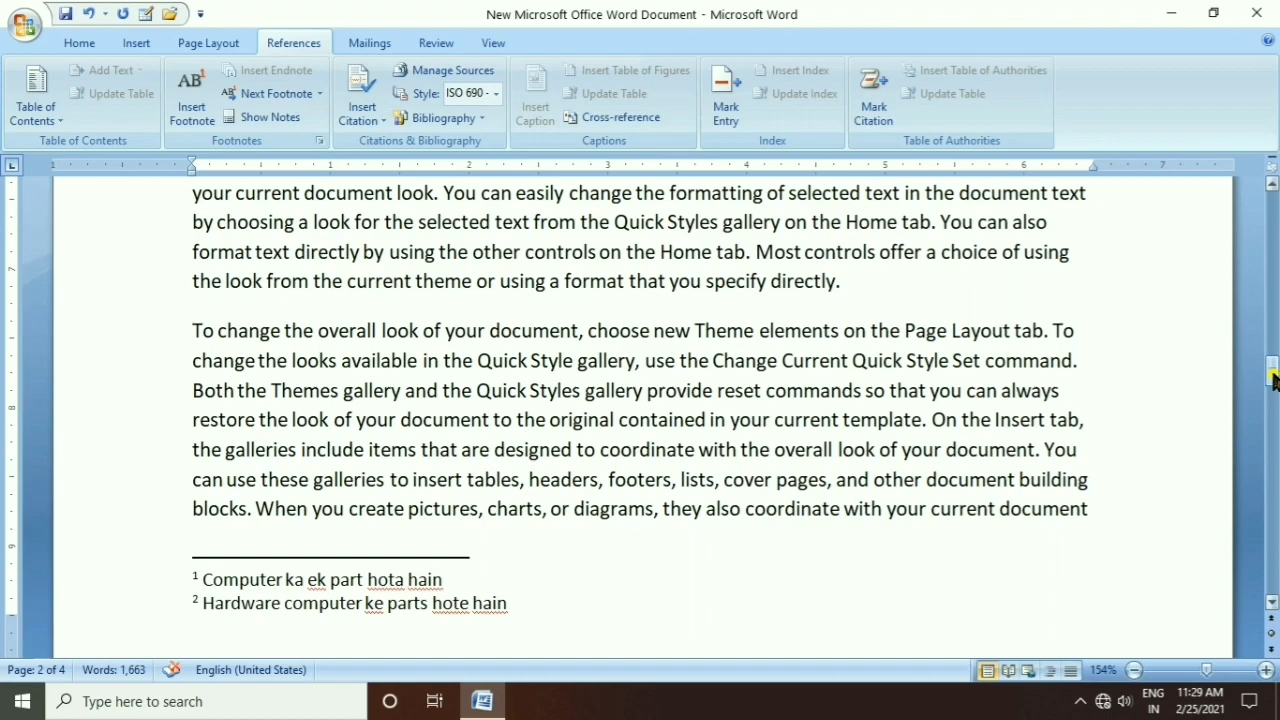 New Microsoft Office Word Document - Microsoft Word
Home Insert Page Layout References Mailings Review View
Table of Contents
Add Text
Update Table
Table of Contents
AB¹
Insert Footnote
Insert Endnote
Next Footnote
Show Notes
Footnotes
Insert Citation
Manage Sources
Style: ISO 690 -
Bibliography
Citations & Bibliography
Insert Caption
Insert Table of Figures
Update Table
Cross-reference
Captions
Mark Entry
Insert Index
Update Index
Index
Mark Citation
Insert Table of Authorities
Update Table
Table of Authorities
1 1 2 3 4 5 6 7
your current document look. You can easily change the formatting of selected text in the document text
by choosing a look for the selected text from the Quick Styles gallery on the Home tab. You can also
format text directly by using the other controls on the Home tab. Most controls offer a choice of using
the look from the current theme or using a format that you specify directly.
To change the overall look of your document, choose new Theme elements on the Page Layout tab. To
change the looks available in the Quick Style gallery, use the Change Current Quick Style Set command.
Both the Themes gallery and the Quick Styles gallery provide reset commands so that you can always
restore the look of your document to the original contained in your current template. On the Insert tab,
the galleries include items that are designed to coordinate with the overall look of your document. You
can use these galleries to insert tables, headers, footers, lists, cover pages, and other document building
blocks. When you create pictures, charts, or diagrams, they also coordinate with your current document
¹ Computer ka ek part hota hain
² Hardware computer ke parts hote hain
7
8
9
Page: 2 of 4 Words: 1,663 English (United States) 154%
Type here to search
ENG
IN
11:29 AM
2/25/2021